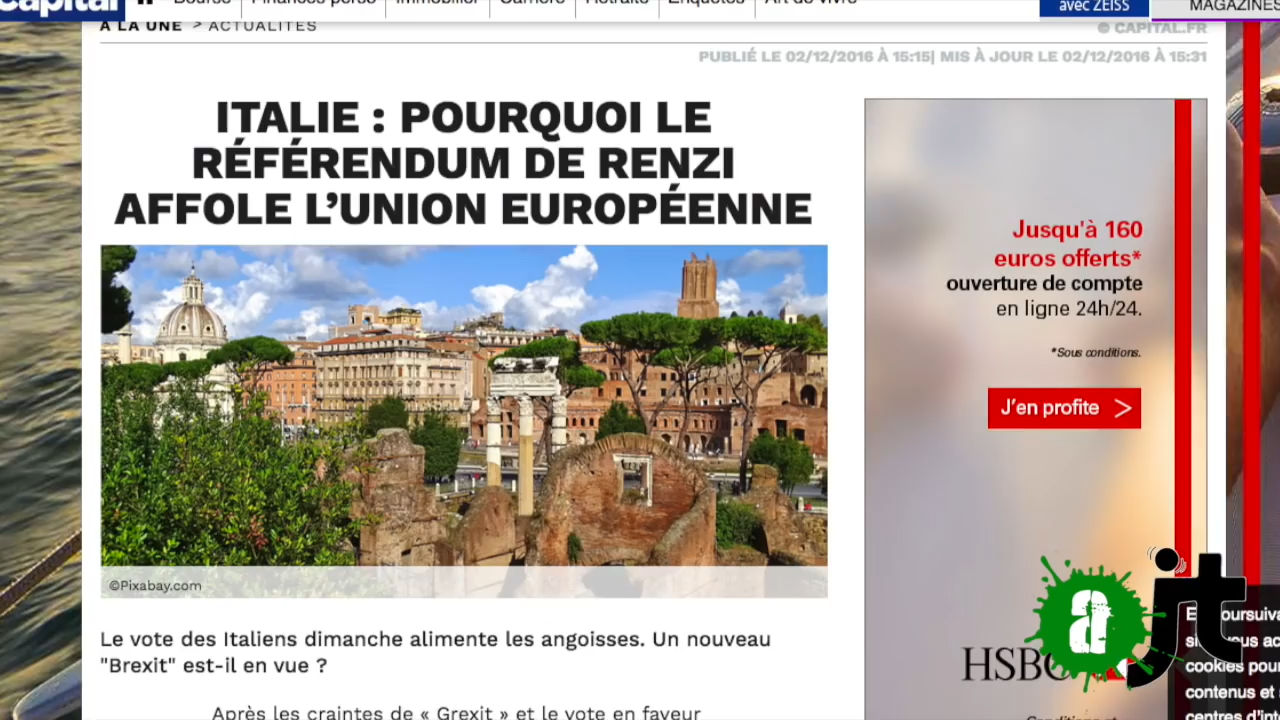 Capital
Bourse Finances perso Immobilier Carrière Retraite Enquêtes Art de vivre
avec ZEISS
MAGAZINES
À LA UNE > ACTUALITÉS
© CAPITAL.FR
PUBLIÉ LE 02/12/2016 À 15:15| MIS À JOUR LE 02/12/2016 À 15:31
ITALIE : POURQUOI LE
RÉFÉRENDUM DE RENZI
AFFOLE L’UNION EUROPÉENNE
©Pixabay.com
Le vote des Italiens dimanche alimente les angoisses. Un nouveau
"Brexit" est-il en vue ?
Après les craintes de « Grexit » et le vote en faveur
Jusqu'à 160
euros offerts*
ouverture de compte
en ligne 24h/24.
*Sous conditions.
J’en profite >
HSBC
a jt
cookies pour
contenus et
centres d'int